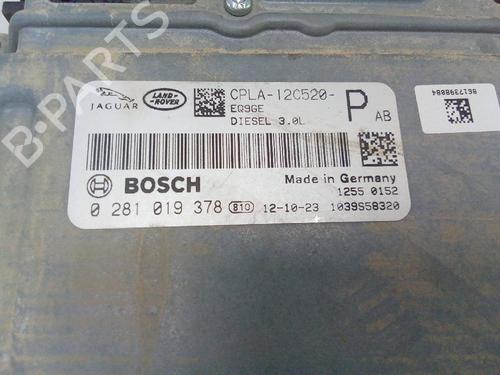 JAGUAR
LAND-
ROVER
CPLA-12C520-
P AB
EQ9GE
DIESEL 3.0L
BOSCH
Made in Germany
1255 0152
0 281 019 378 810 12-10-23 1039S58320
8617398084
B-PARTS